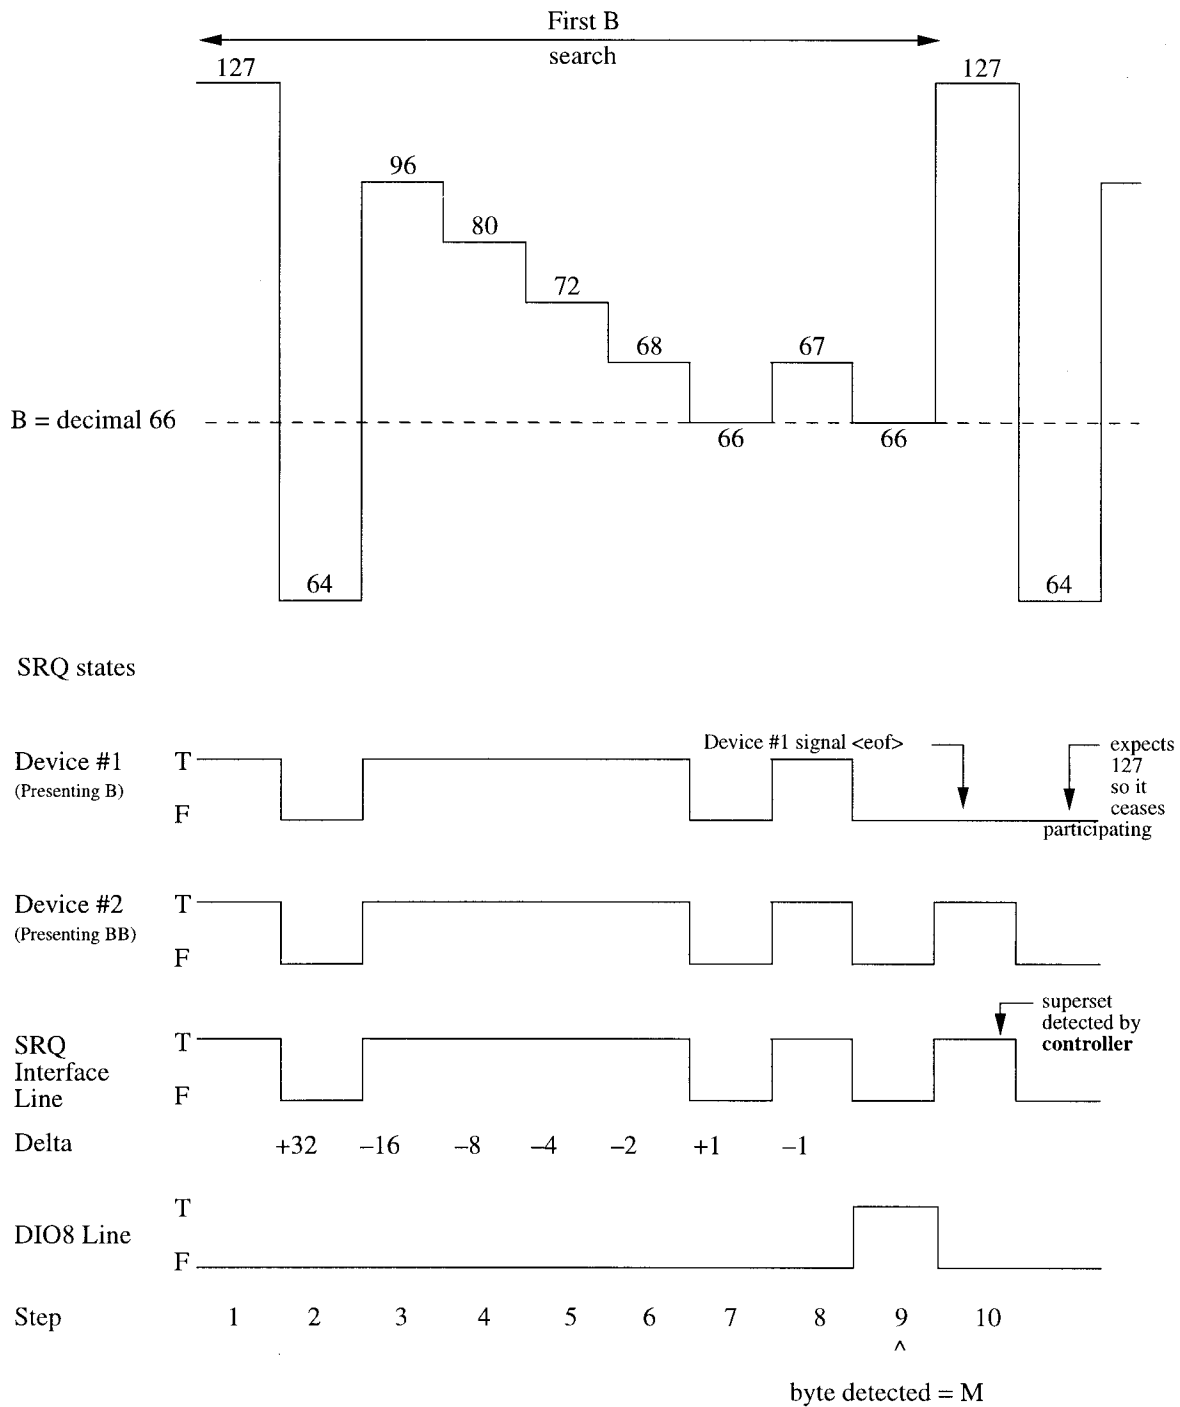 First B
search
127
127
96
80
72
68
67
B = decimal 66
66
66
64
64
SRQ states
Device #1
(Presenting B)
T
F
Device #1 signal <eof>
expects
127
so it
ceases
participating
Device #2
(Presenting BB)
T
F
superset
detected by
controller
SRQ
Interface
Line
T
F
Delta
+32 –16 –8 –4 –2 +1 –1
DIO8 Line
T
F
Step
1 2 3 4 5 6 7 8 9 10
^
byte detected = M